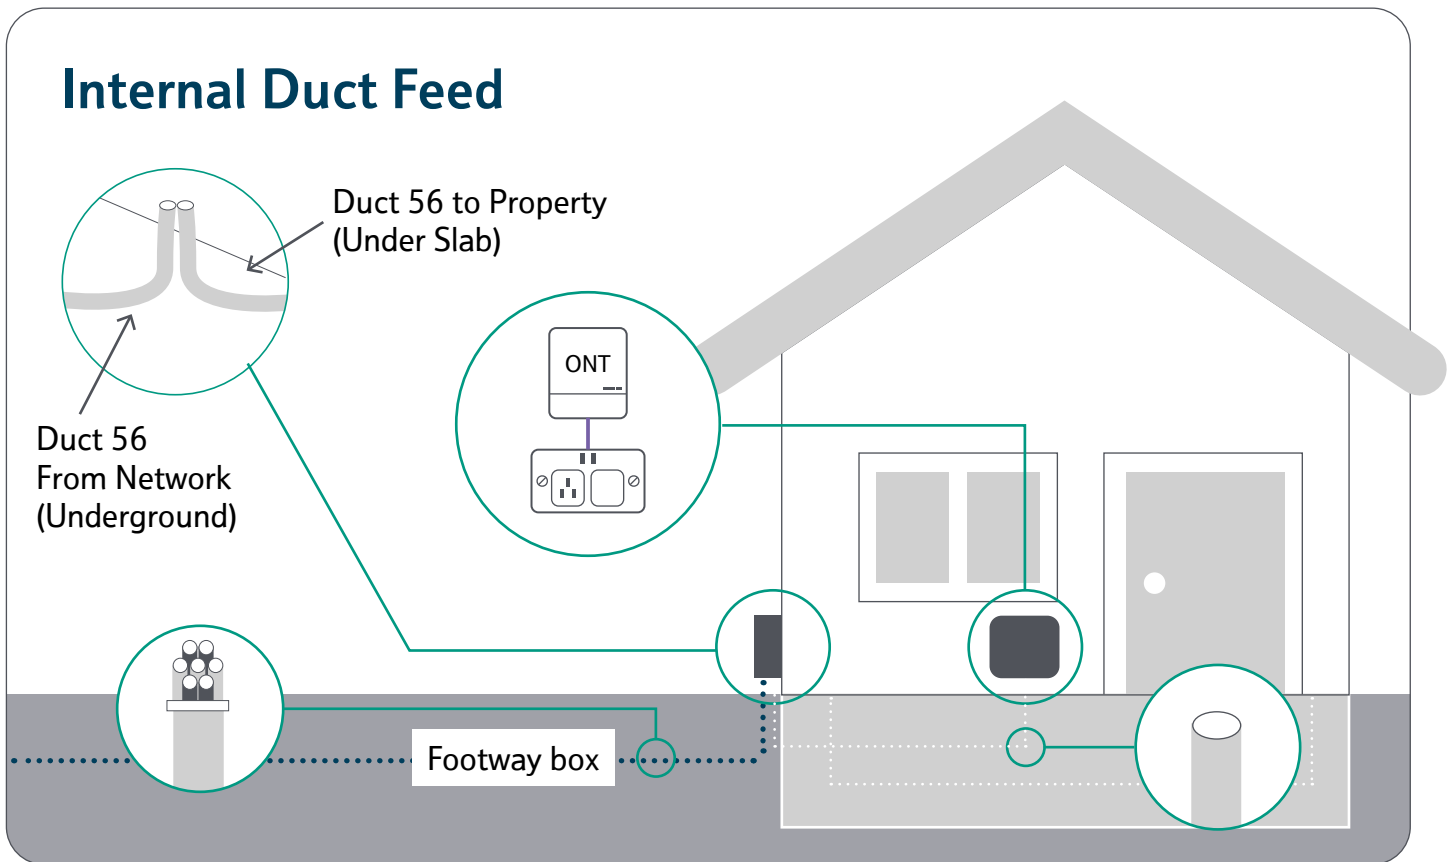 Internal Duct Feed
Duct 56 to Property
(Under Slab)
ONT
Duct 56
From Network
(Underground)
Footway box